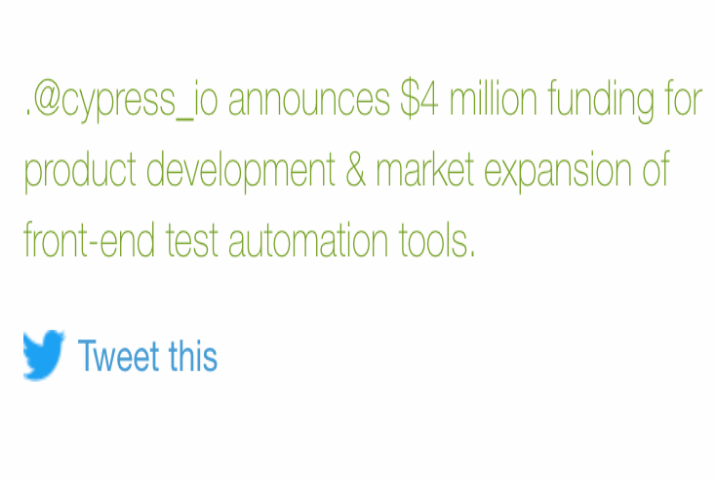 .@cypress_io announces $4 million funding for
product development & market expansion of
front-end test automation tools.
Tweet this